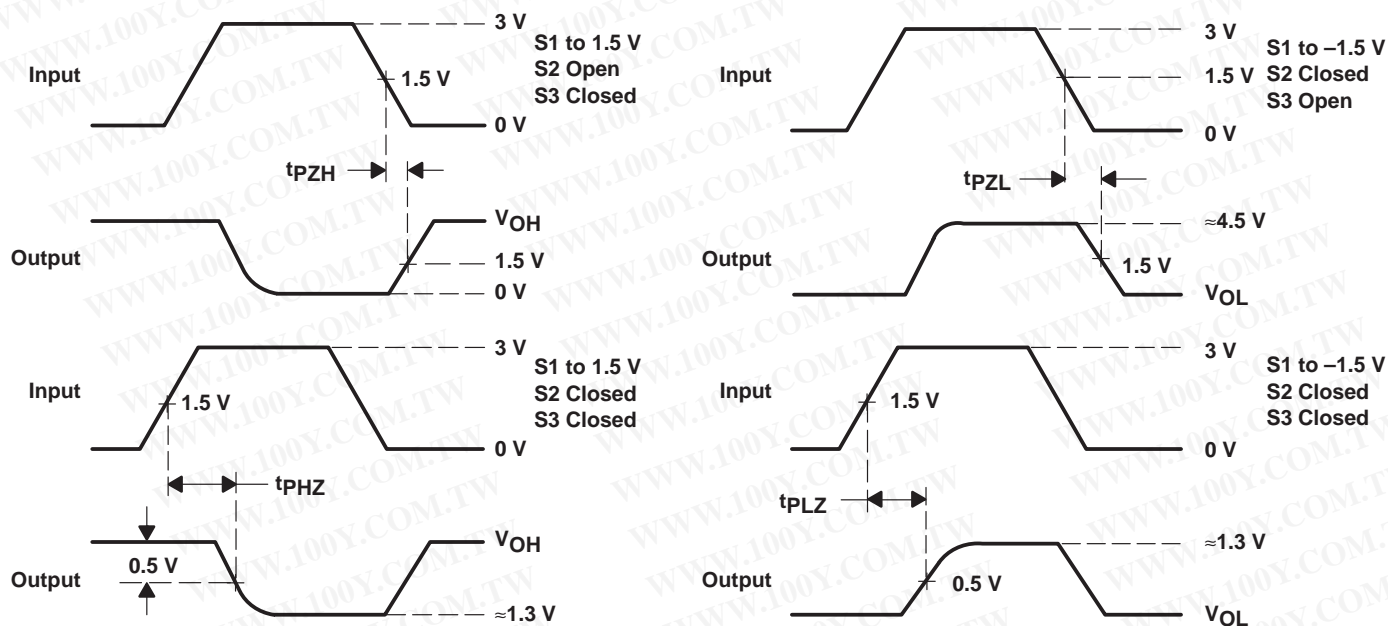 3 V
S1 to 1.5 V
S2 Open
S3 Closed
Input
1.5 V
0 V
tPZH
VOH
Output
1.5 V
0 V
3 V
S1 to –1.5 V
S2 Closed
S3 Open
Input
1.5 V
0 V
tPZL
≈4.5 V
Output
1.5 V
VOL
3 V
S1 to 1.5 V
S2 Closed
S3 Closed
Input
1.5 V
0 V
tPHZ
VOH
0.5 V
Output
≈1.3 V
3 V
S1 to –1.5 V
S2 Closed
S3 Closed
Input
1.5 V
0 V
tPLZ
≈1.3 V
Output
0.5 V
VOL
WWW.100Y.COM.TW